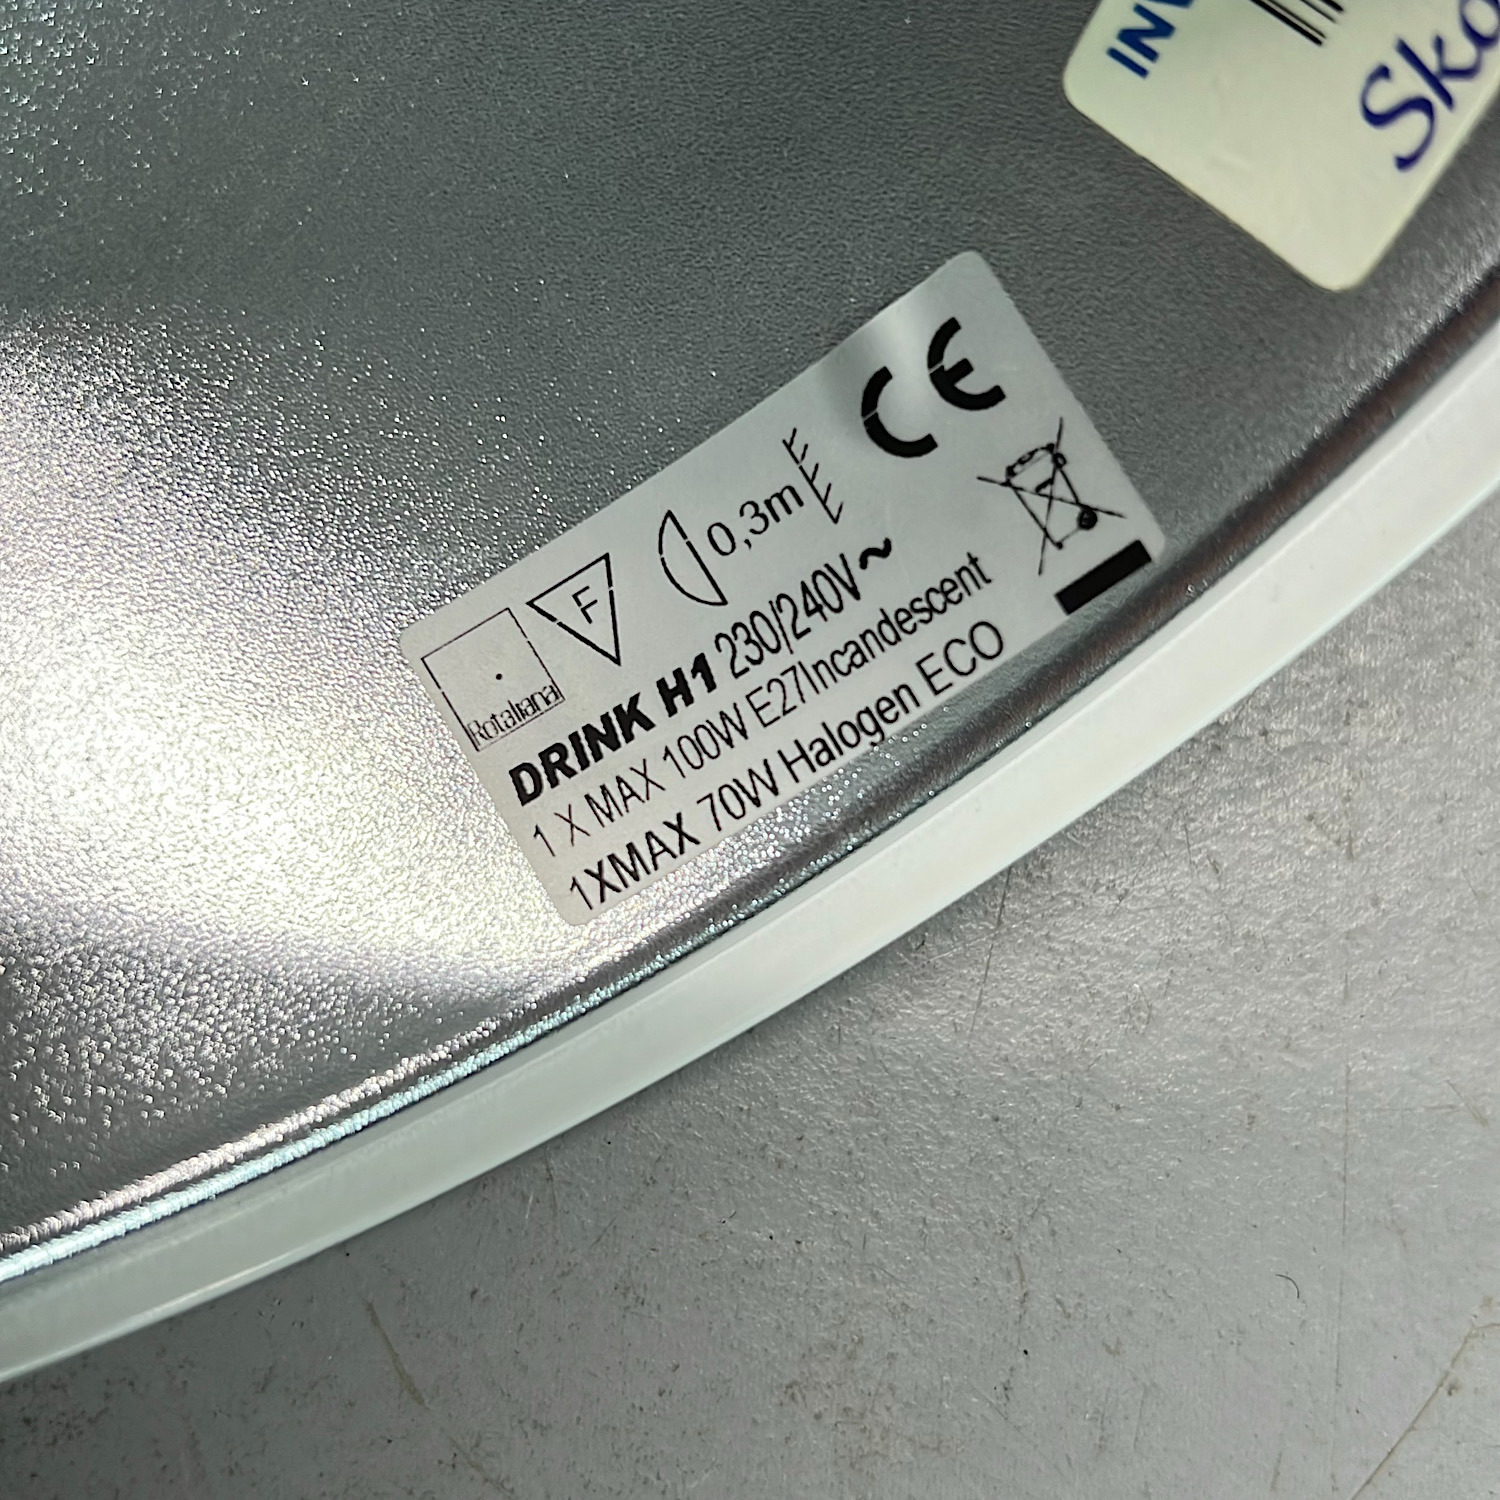 INV
Sko
CE
F
0,3m
Rotaliana
DRINK H1 230/240V~
1 X MAX 100W E27Incandescent
1XMAX 70W Halogen ECO